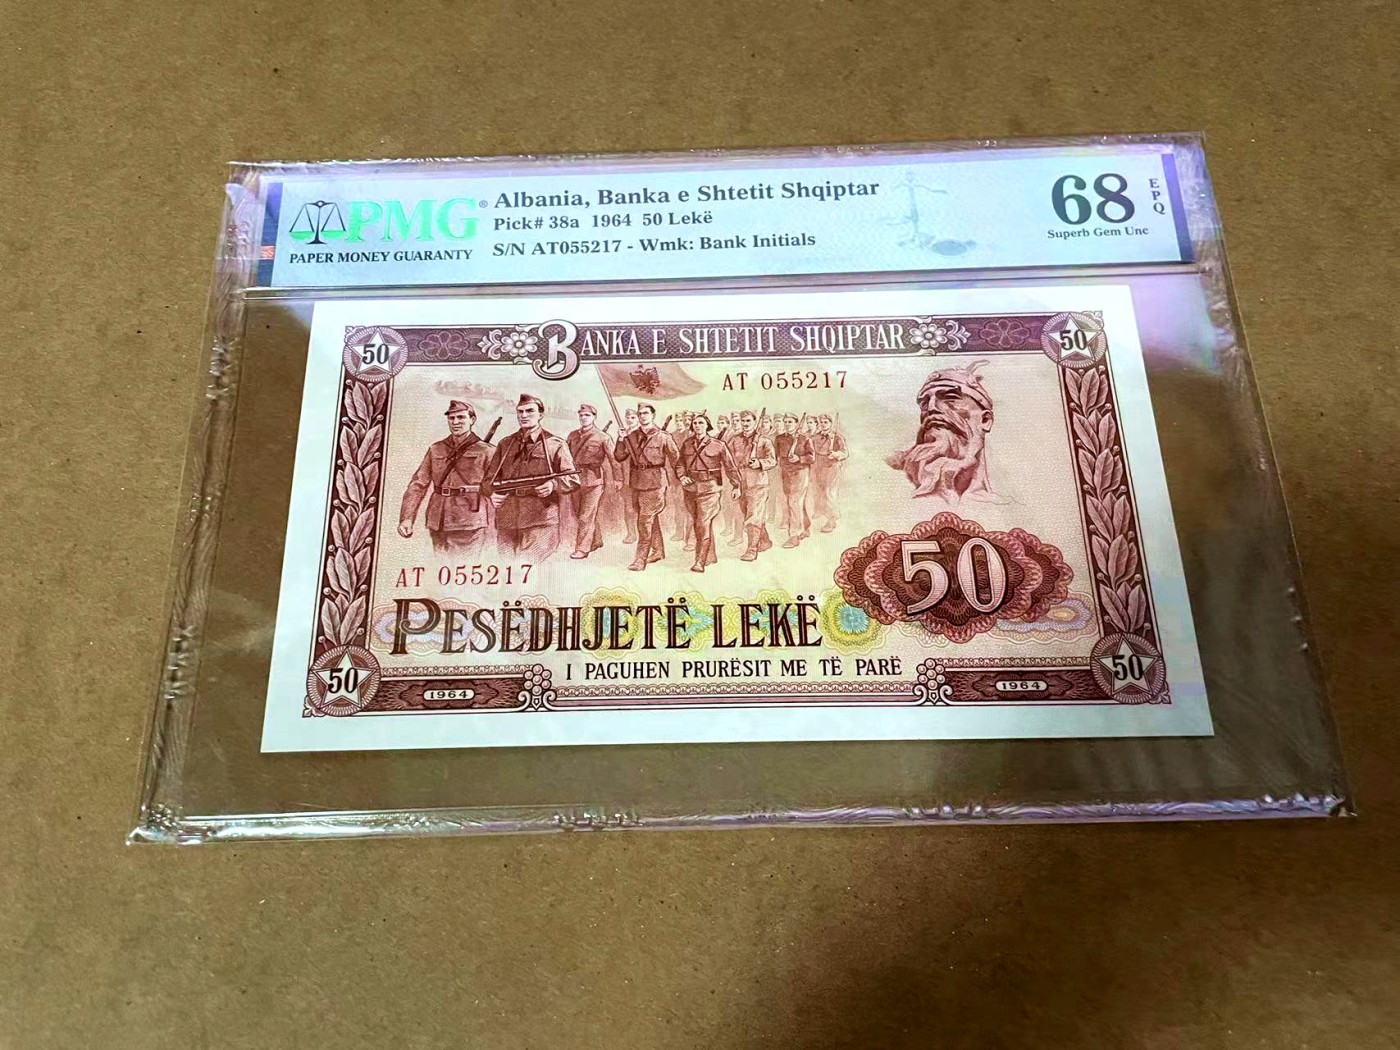 PMG®
PAPER MONEY GUARANTY
Albania, Banka e Shtetit Shqiptar
Pick# 38a 1964 50 Lekë
S/N AT055217 - Wmk: Bank Initials
68 EPQ
Superb Gem Unc
50 BANKA E SHTETIT SHQIPTAR 50
AT 055217
AT 055217
50
PESËDHJETË LEKË
I PAGUHEN PRURËSIT ME TË PARË
50 50
1964 1964